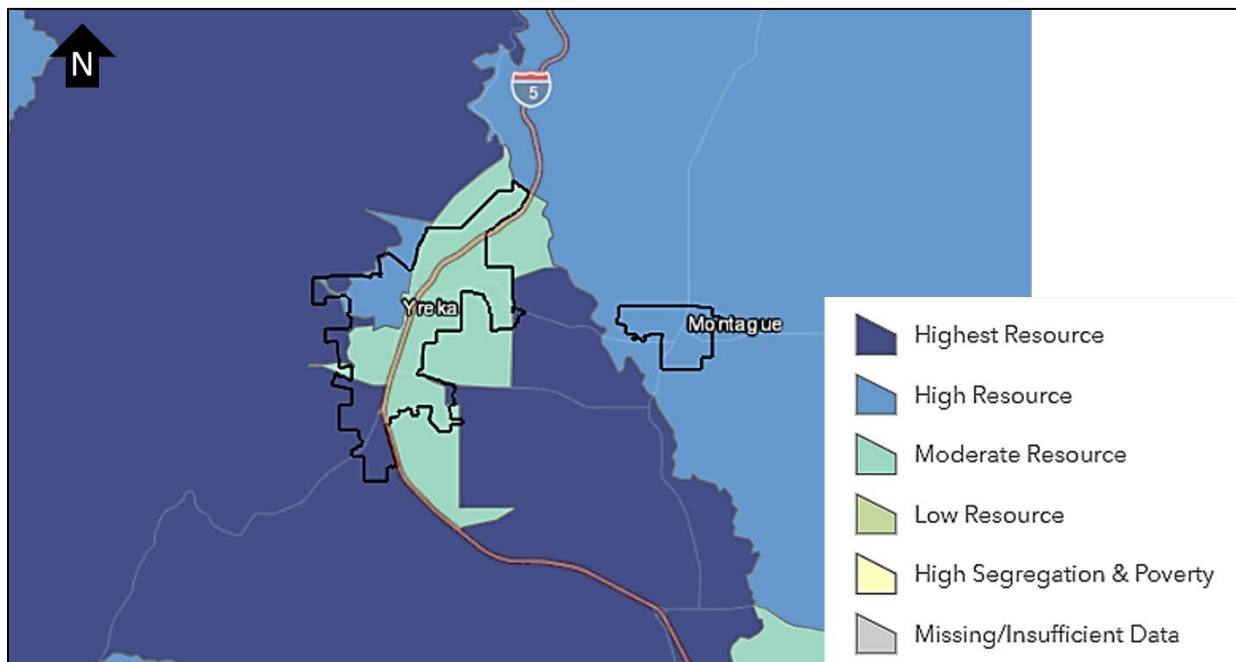 N
5
Yreka
Montague
Highest Resource
High Resource
Moderate Resource
Low Resource
High Segregation & Poverty
Missing/Insufficient Data